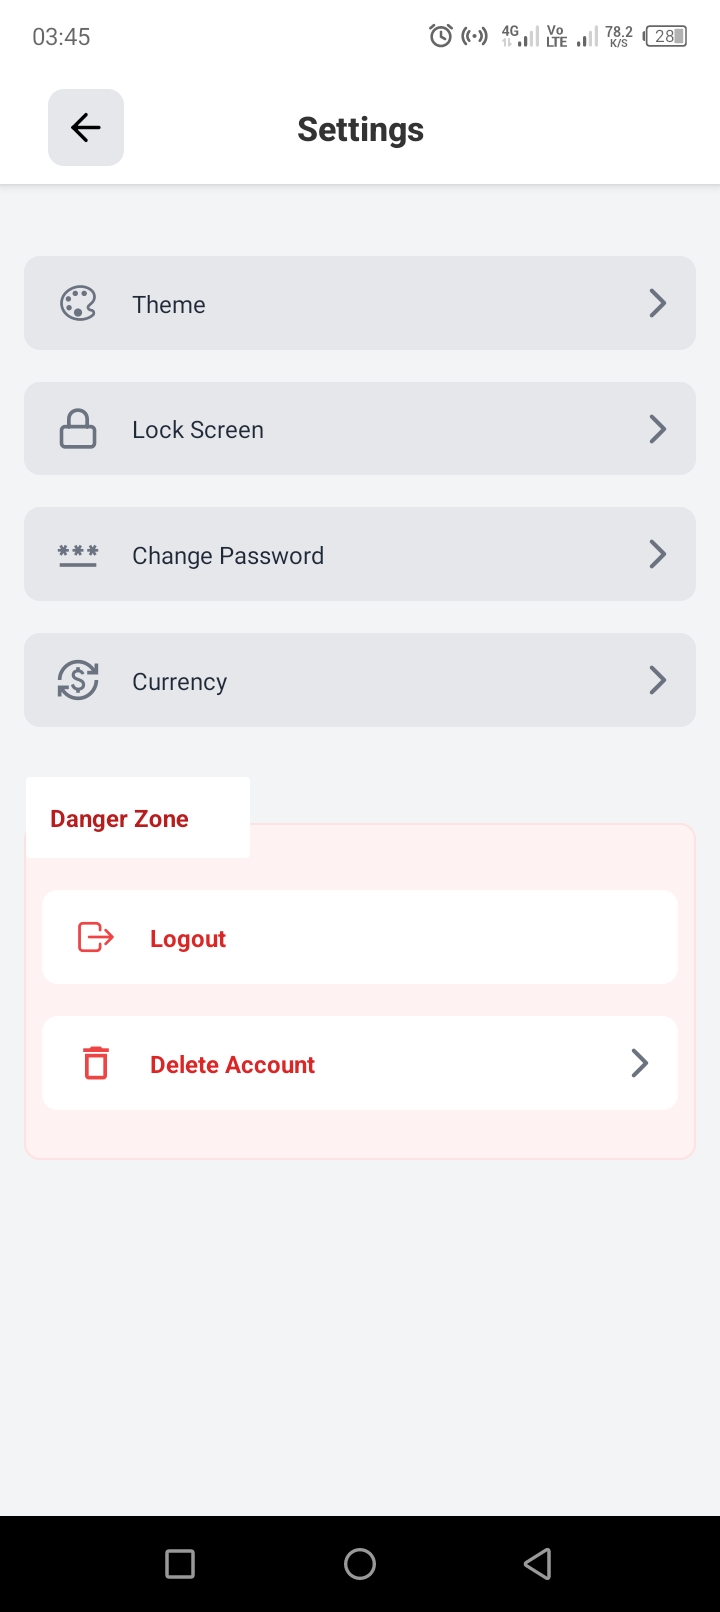 03:45 4G Vo LTE 78.2 K/S 28
Settings
Theme
Lock Screen
*** Change Password
Currency
Danger Zone
Logout
Delete Account